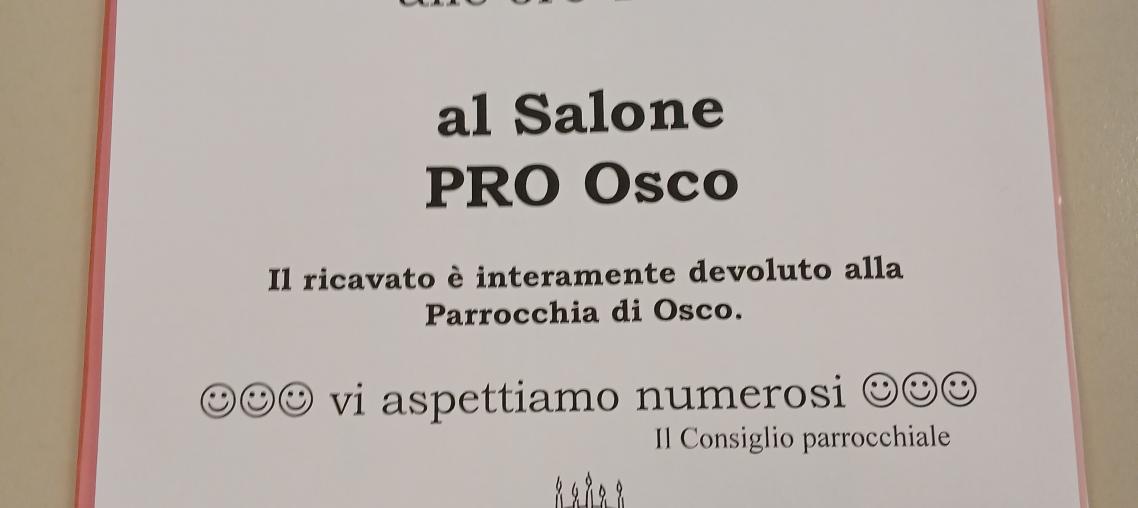 al Salone
PRO Osco
Il ricavato è interamente devoluto alla
Parrocchia di Osco.
☺☺☺ vi aspettiamo numerosi ☺☺☺
Il Consiglio parrocchiale